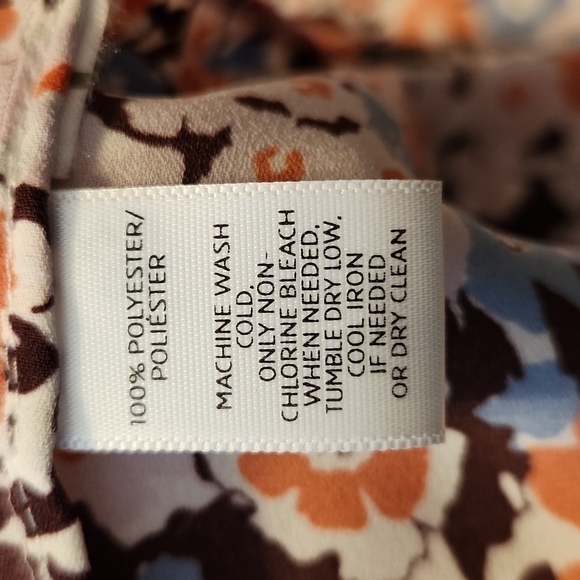 100% POLYESTER/
POLIÉSTER
MACHINE WASH
COLD,
ONLY NON-
CHLORINE BLEACH
WHEN NEEDED,
TUMBLE DRY LOW,
COOL IRON
IF NEEDED
OR DRY CLEAN